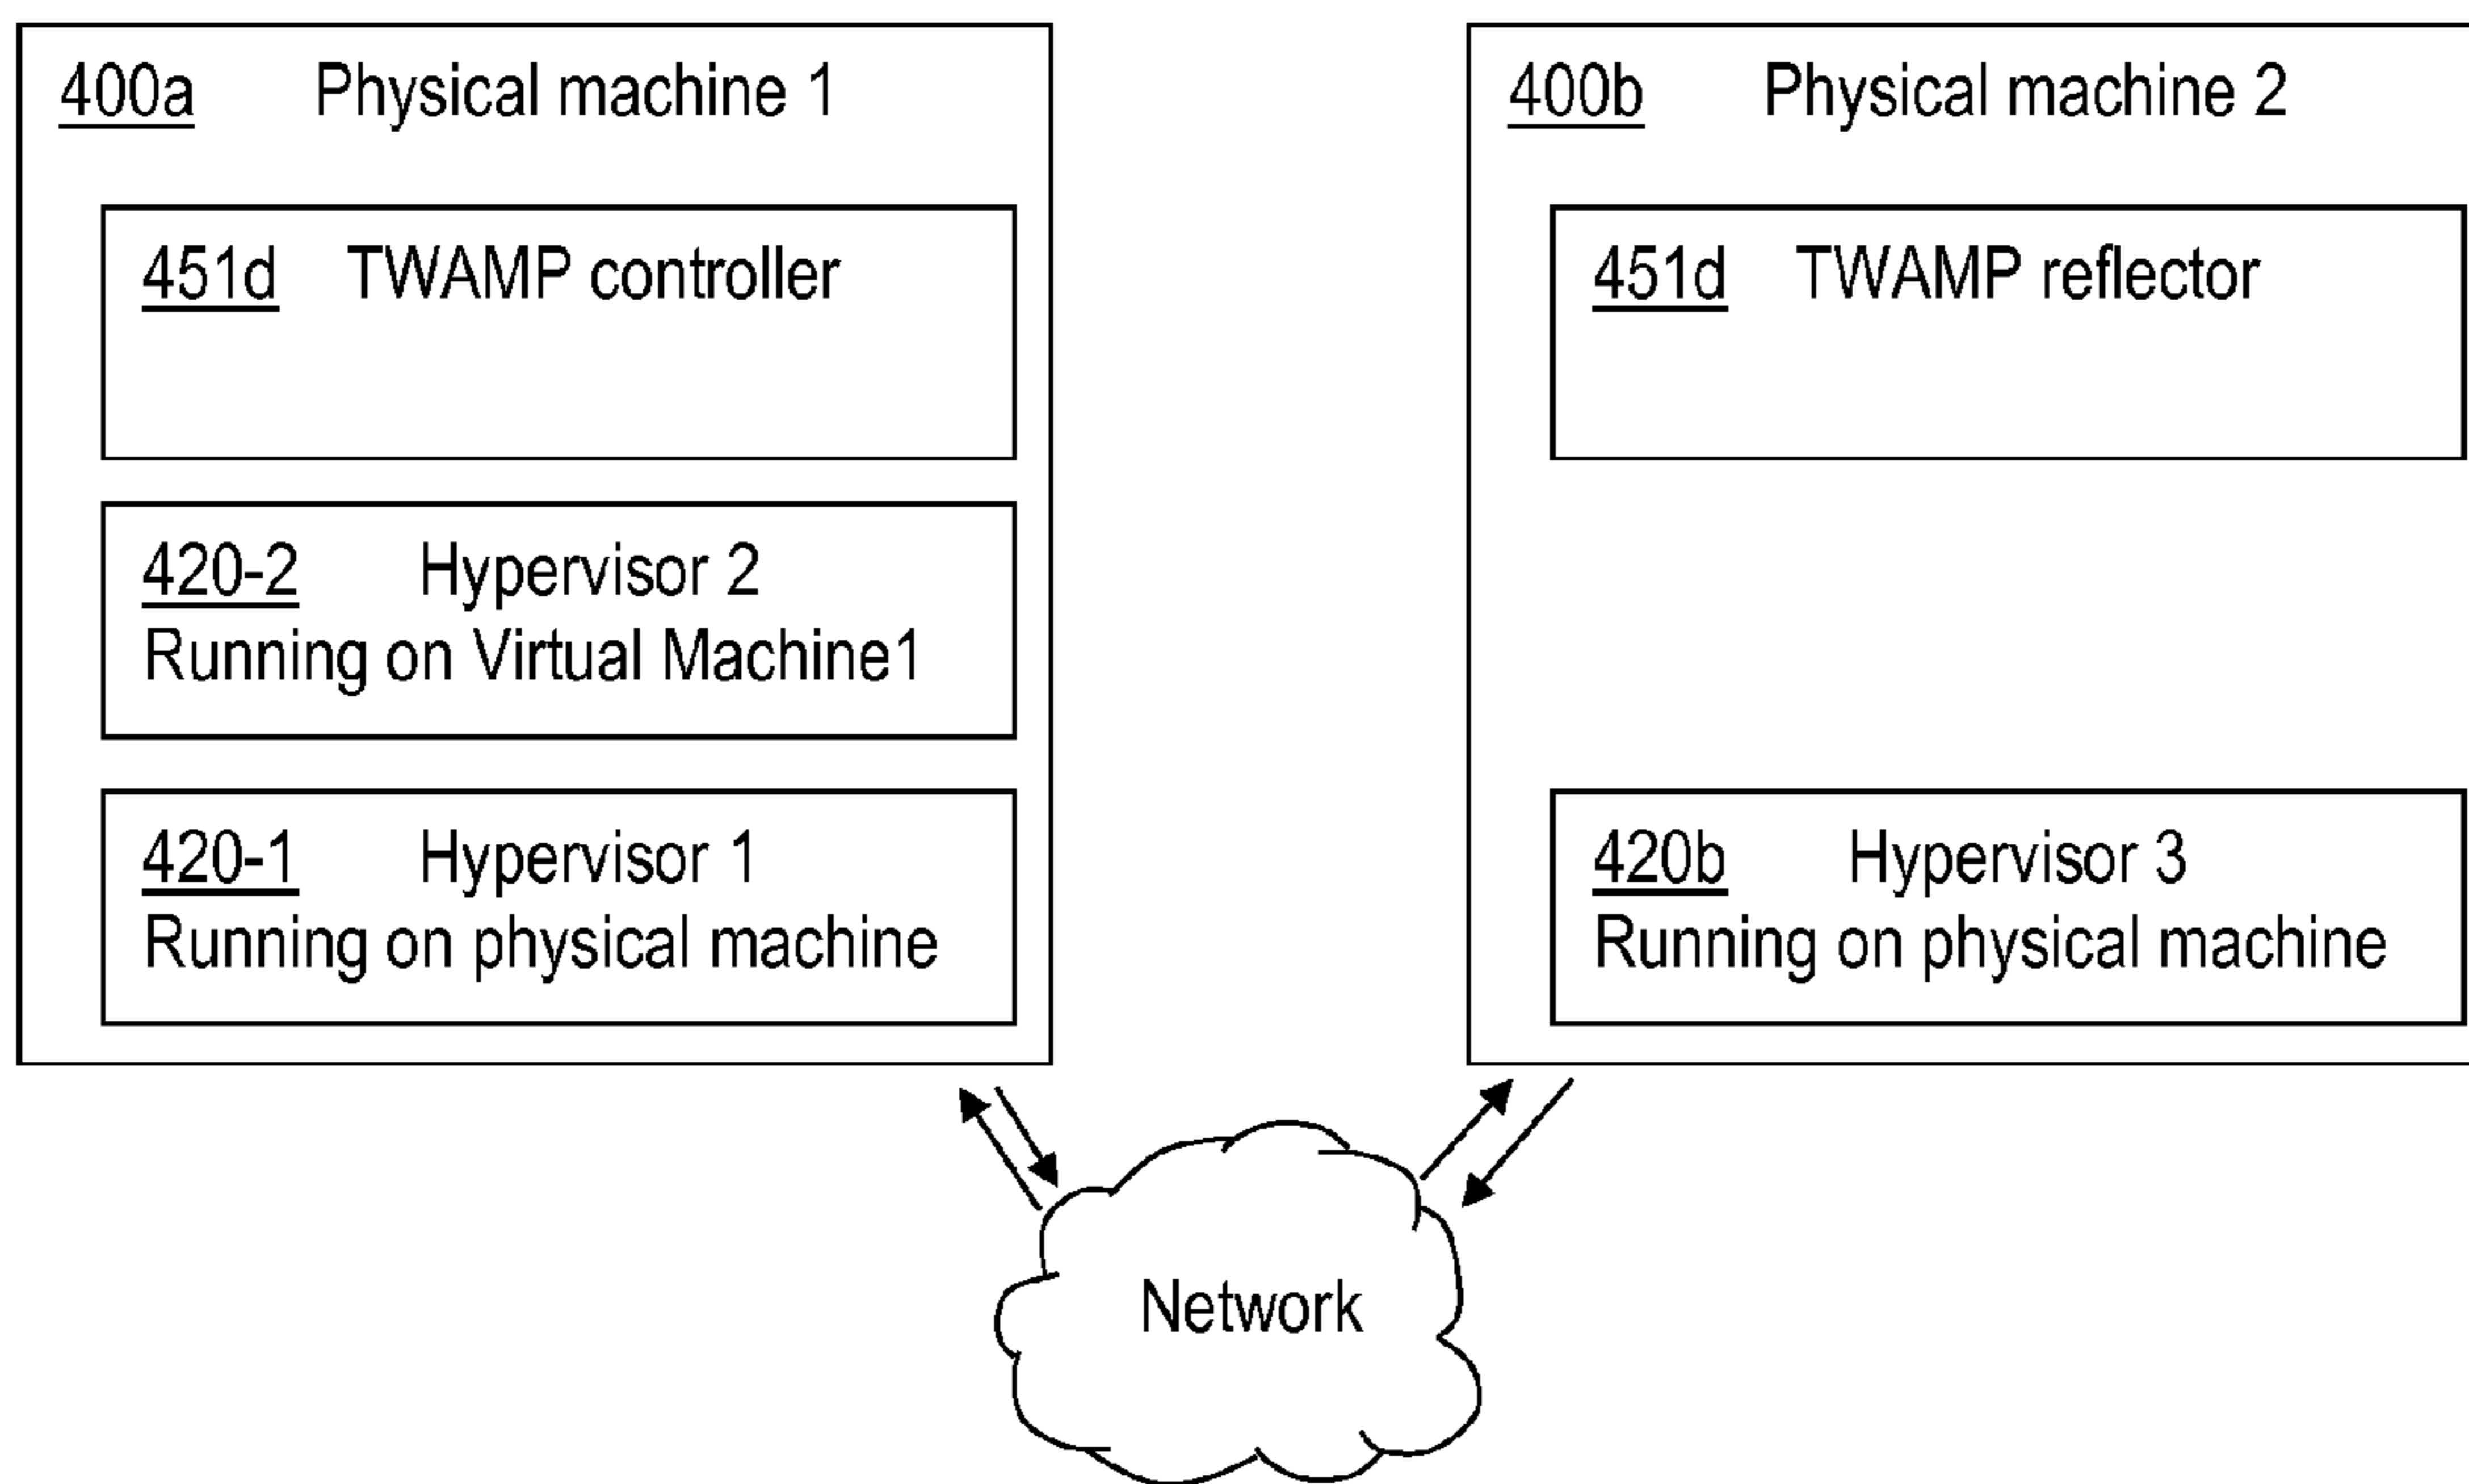 400a Physical machine 1
451d TWAMP controller
420-2 Hypervisor 2
Running on Virtual Machine1
420-1 Hypervisor 1
Running on physical machine
400b Physical machine 2
451d TWAMP reflector
420b Hypervisor 3
Running on physical machine
Network